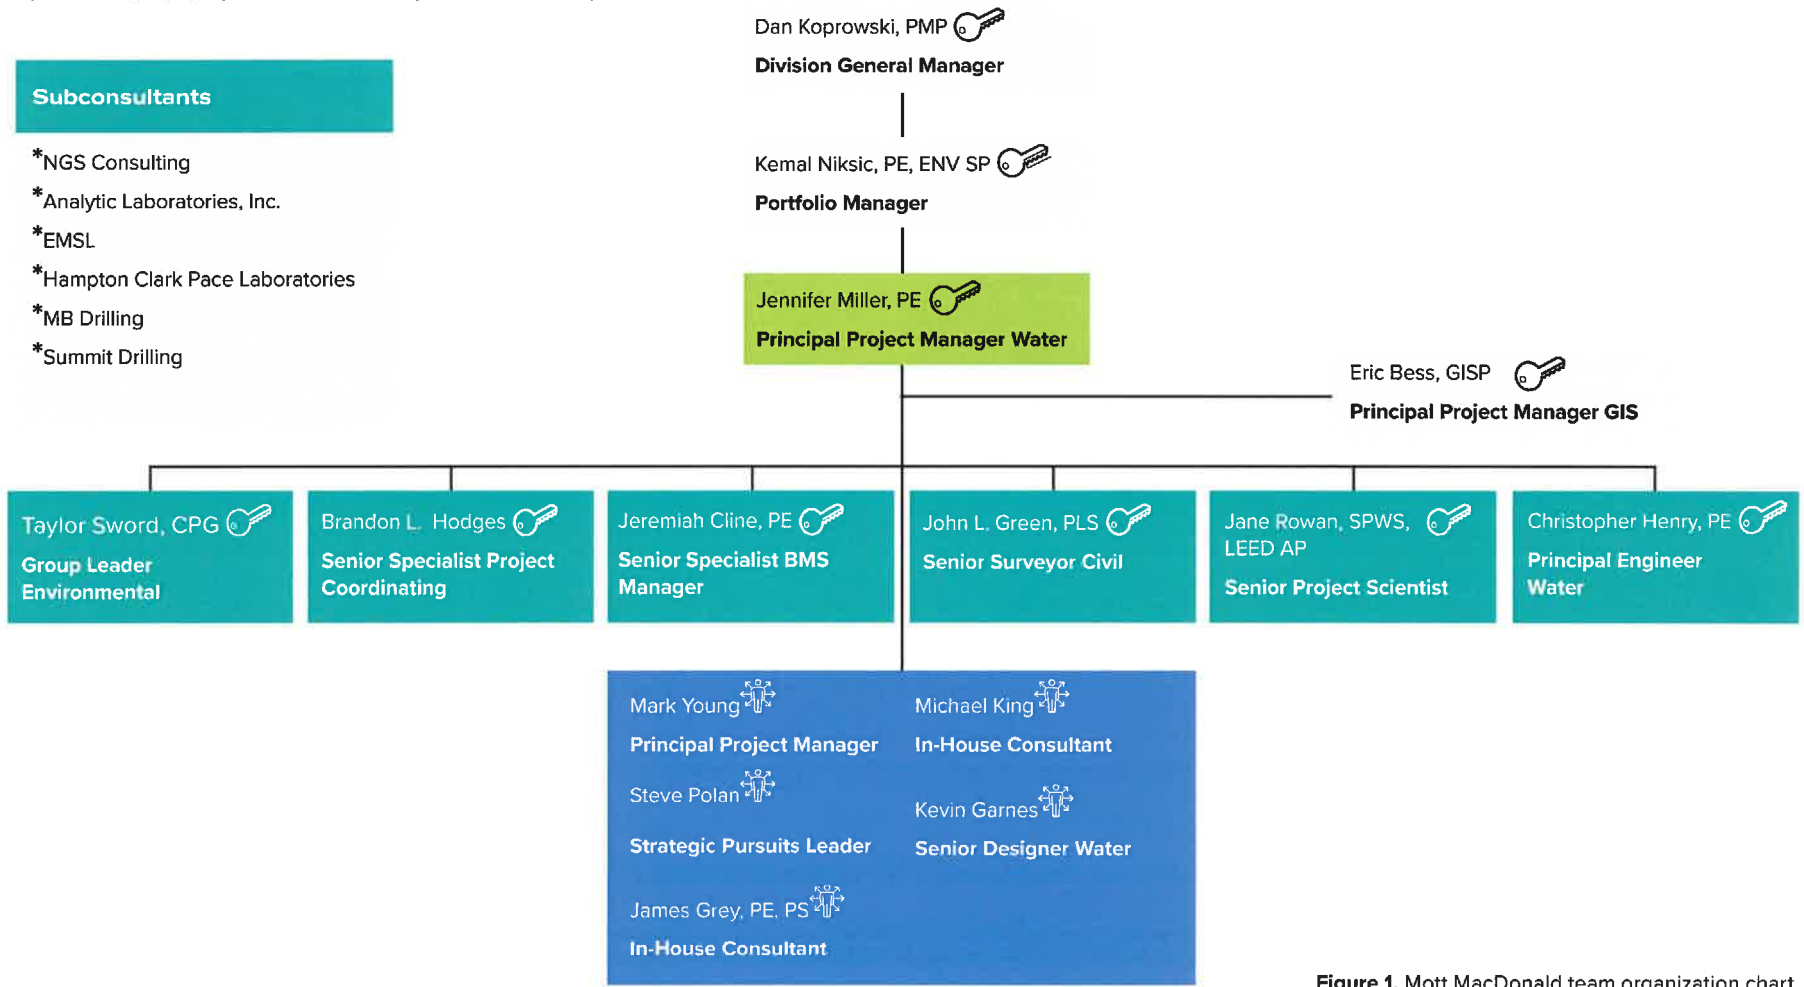 Dan Koprowski, PMP
Division General Manager
Subconsultants
*NGS Consulting
*Analytic Laboratories, Inc.
*EMSL
*Hampton Clark Pace Laboratories
*MB Drilling
*Summit Drilling
Kemal Niksic, PE, ENV SP
Portfolio Manager
Jennifer Miller, PE
Principal Project Manager Water
Eric Bess, GISP
Principal Project Manager GIS
Taylor Sword, CPG
Group Leader
Environmental
Brandon L. Hodges
Senior Specialist Project
Coordinating
Jeremiah Cline, PE
Senior Specialist BMS
Manager
John L. Green, PLS
Senior Surveyor Civil
Jane Rowan, SPWS,
LEED AP
Senior Project Scientist
Christopher Henry, PE
Principal Engineer
Water
Mark Young
Principal Project Manager
Steve Polan
Strategic Pursuits Leader
James Grey, PE, PS
In-House Consultant
Michael King
In-House Consultant
Kevin Garnes
Senior Designer Water
Figure 1. Mott MacDonald team organization chart